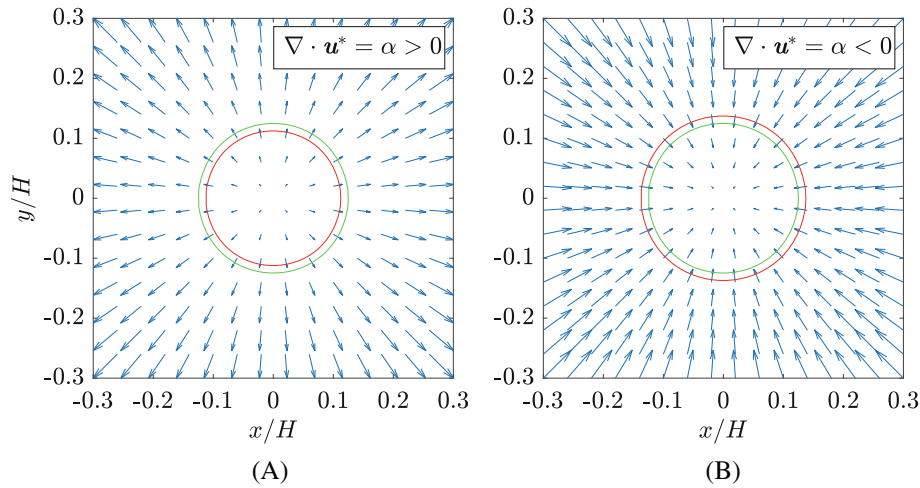 ∇ · u* = α > 0
0.3
0.2
0.1
0
-0.1
-0.2
-0.3
y/H
-0.3 -0.2 -0.1 0 0.1 0.2 0.3
x/H
(A)
∇ · u* = α < 0
0.3
0.2
0.1
0
-0.1
-0.2
-0.3
-0.3 -0.2 -0.1 0 0.1 0.2 0.3
x/H
(B)